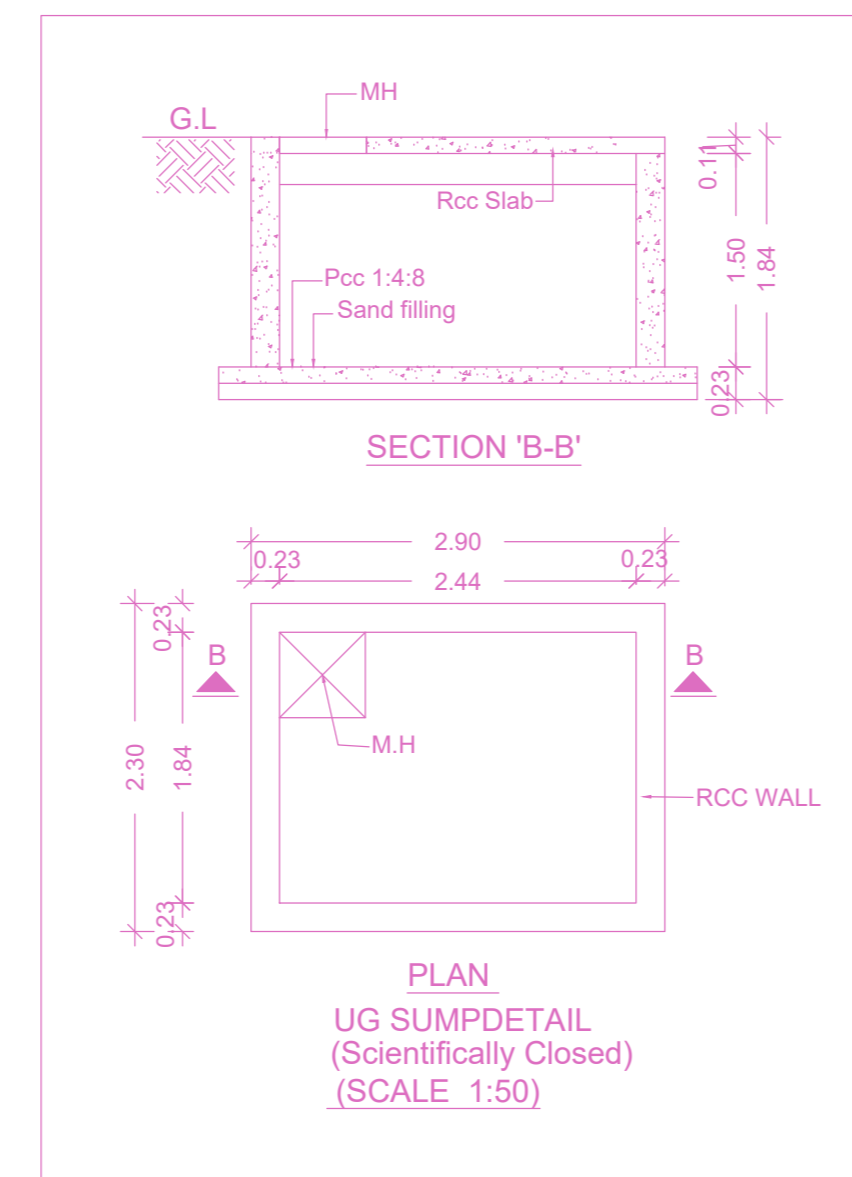 MH
G.L
0.11
Rcc Slab
1.50
1.84
Pcc 1:4:8
Sand filling
0.23
SECTION 'B-B'
2.90
0.23
0.23
2.44
0.23
B
B
M.H
2.30
1.84
RCC WALL
0.23
PLAN
UG SUMPDETAIL
(Scientifically Closed)
(SCALE 1:50)